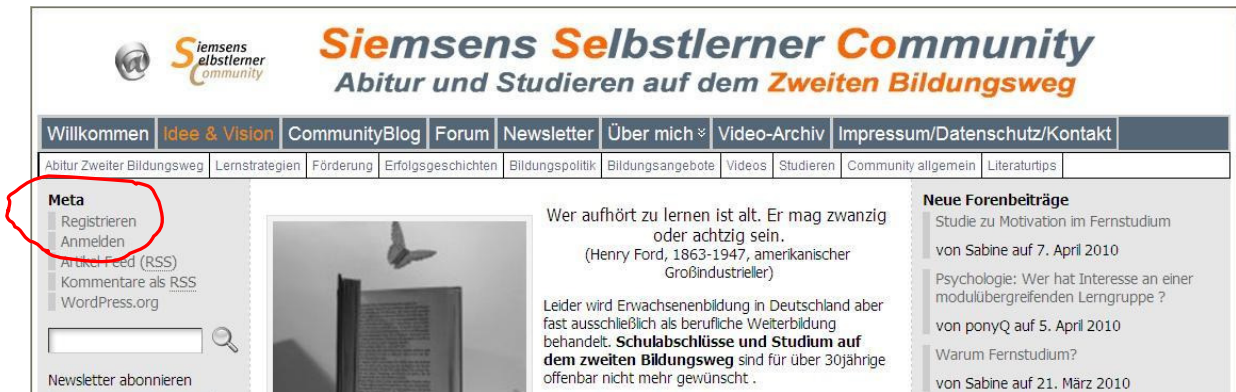 Siemsens
Selbstlerner
Community
Siemsens Selbstlerner Community
Abitur und Studieren auf dem Zweiten Bildungsweg
Willkommen
Idee & Vision
CommunityBlog
Forum
Newsletter
Über mich
Video-Archiv
Impressum/Datenschutz/Kontakt
Abitur Zweiter Bildungsweg
Lernstrategien
Förderung
Erfolgsgeschichten
Bildungspolitik
Bildungsangebote
Videos
Studieren
Community allgemein
Literaturtips
Meta
Registrieren
Anmelden
Artikel Feed (RSS)
Kommentare als RSS
WordPress.org
Newsletter abonnieren
Wer aufhört zu lernen ist alt. Er mag zwanzig
oder achtzig sein.
(Henry Ford, 1863-1947, amerikanischer
Großindustrieller)
Leider wird Erwachsenenbildung in Deutschland aber
fast ausschließlich als berufliche Weiterbildung
behandelt. Schulabschlüsse und Studium auf
dem zweiten Bildungsweg sind für über 30jährige
offenbar nicht mehr gewünscht .
Neue Forenbeiträge
Studie zu Motivation im Fernstudium
von Sabine auf 7. April 2010
Psychologie: Wer hat Interesse an einer
modulübergreifenden Lerngruppe ?
von ponyQ auf 5. April 2010
Warum Fernstudium?
von Sabine auf 21. März 2010